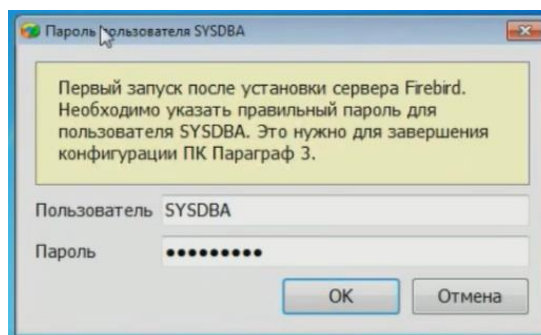 Пароль пользователя SYSDBA
Первый запуск после установки сервера Firebird.
Необходимо указать правильный пароль для
пользователя SYSDBA. Это нужно для завершения
конфигурации ПК Параграф 3.
Пользователь SYSDBA
Пароль •••••••••
OK Отмена